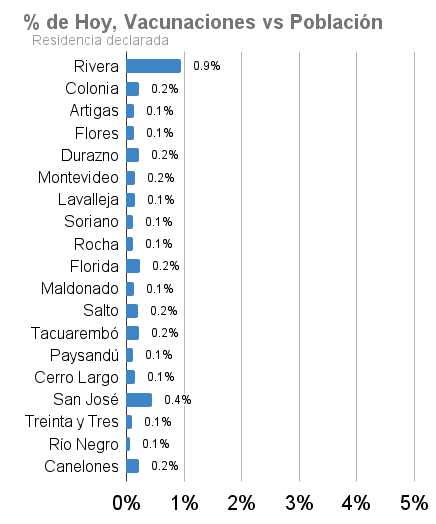 % de Hoy, Vacunaciones vs Población
Residencia declarada
Rivera 0.9%
Colonia 0.2%
Artigas 0.1%
Flores 0.1%
Durazno 0.2%
Montevideo 0.2%
Lavalleja 0.1%
Soriano 0.1%
Rocha 0.1%
Florida 0.2%
Maldonado 0.1%
Salto 0.2%
Tacuarembó 0.2%
Paysandú 0.1%
Cerro Largo 0.1%
San José 0.4%
Treinta y Tres 0.1%
Río Negro 0.1%
Canelones 0.2%
0% 1% 2% 3% 4% 5%